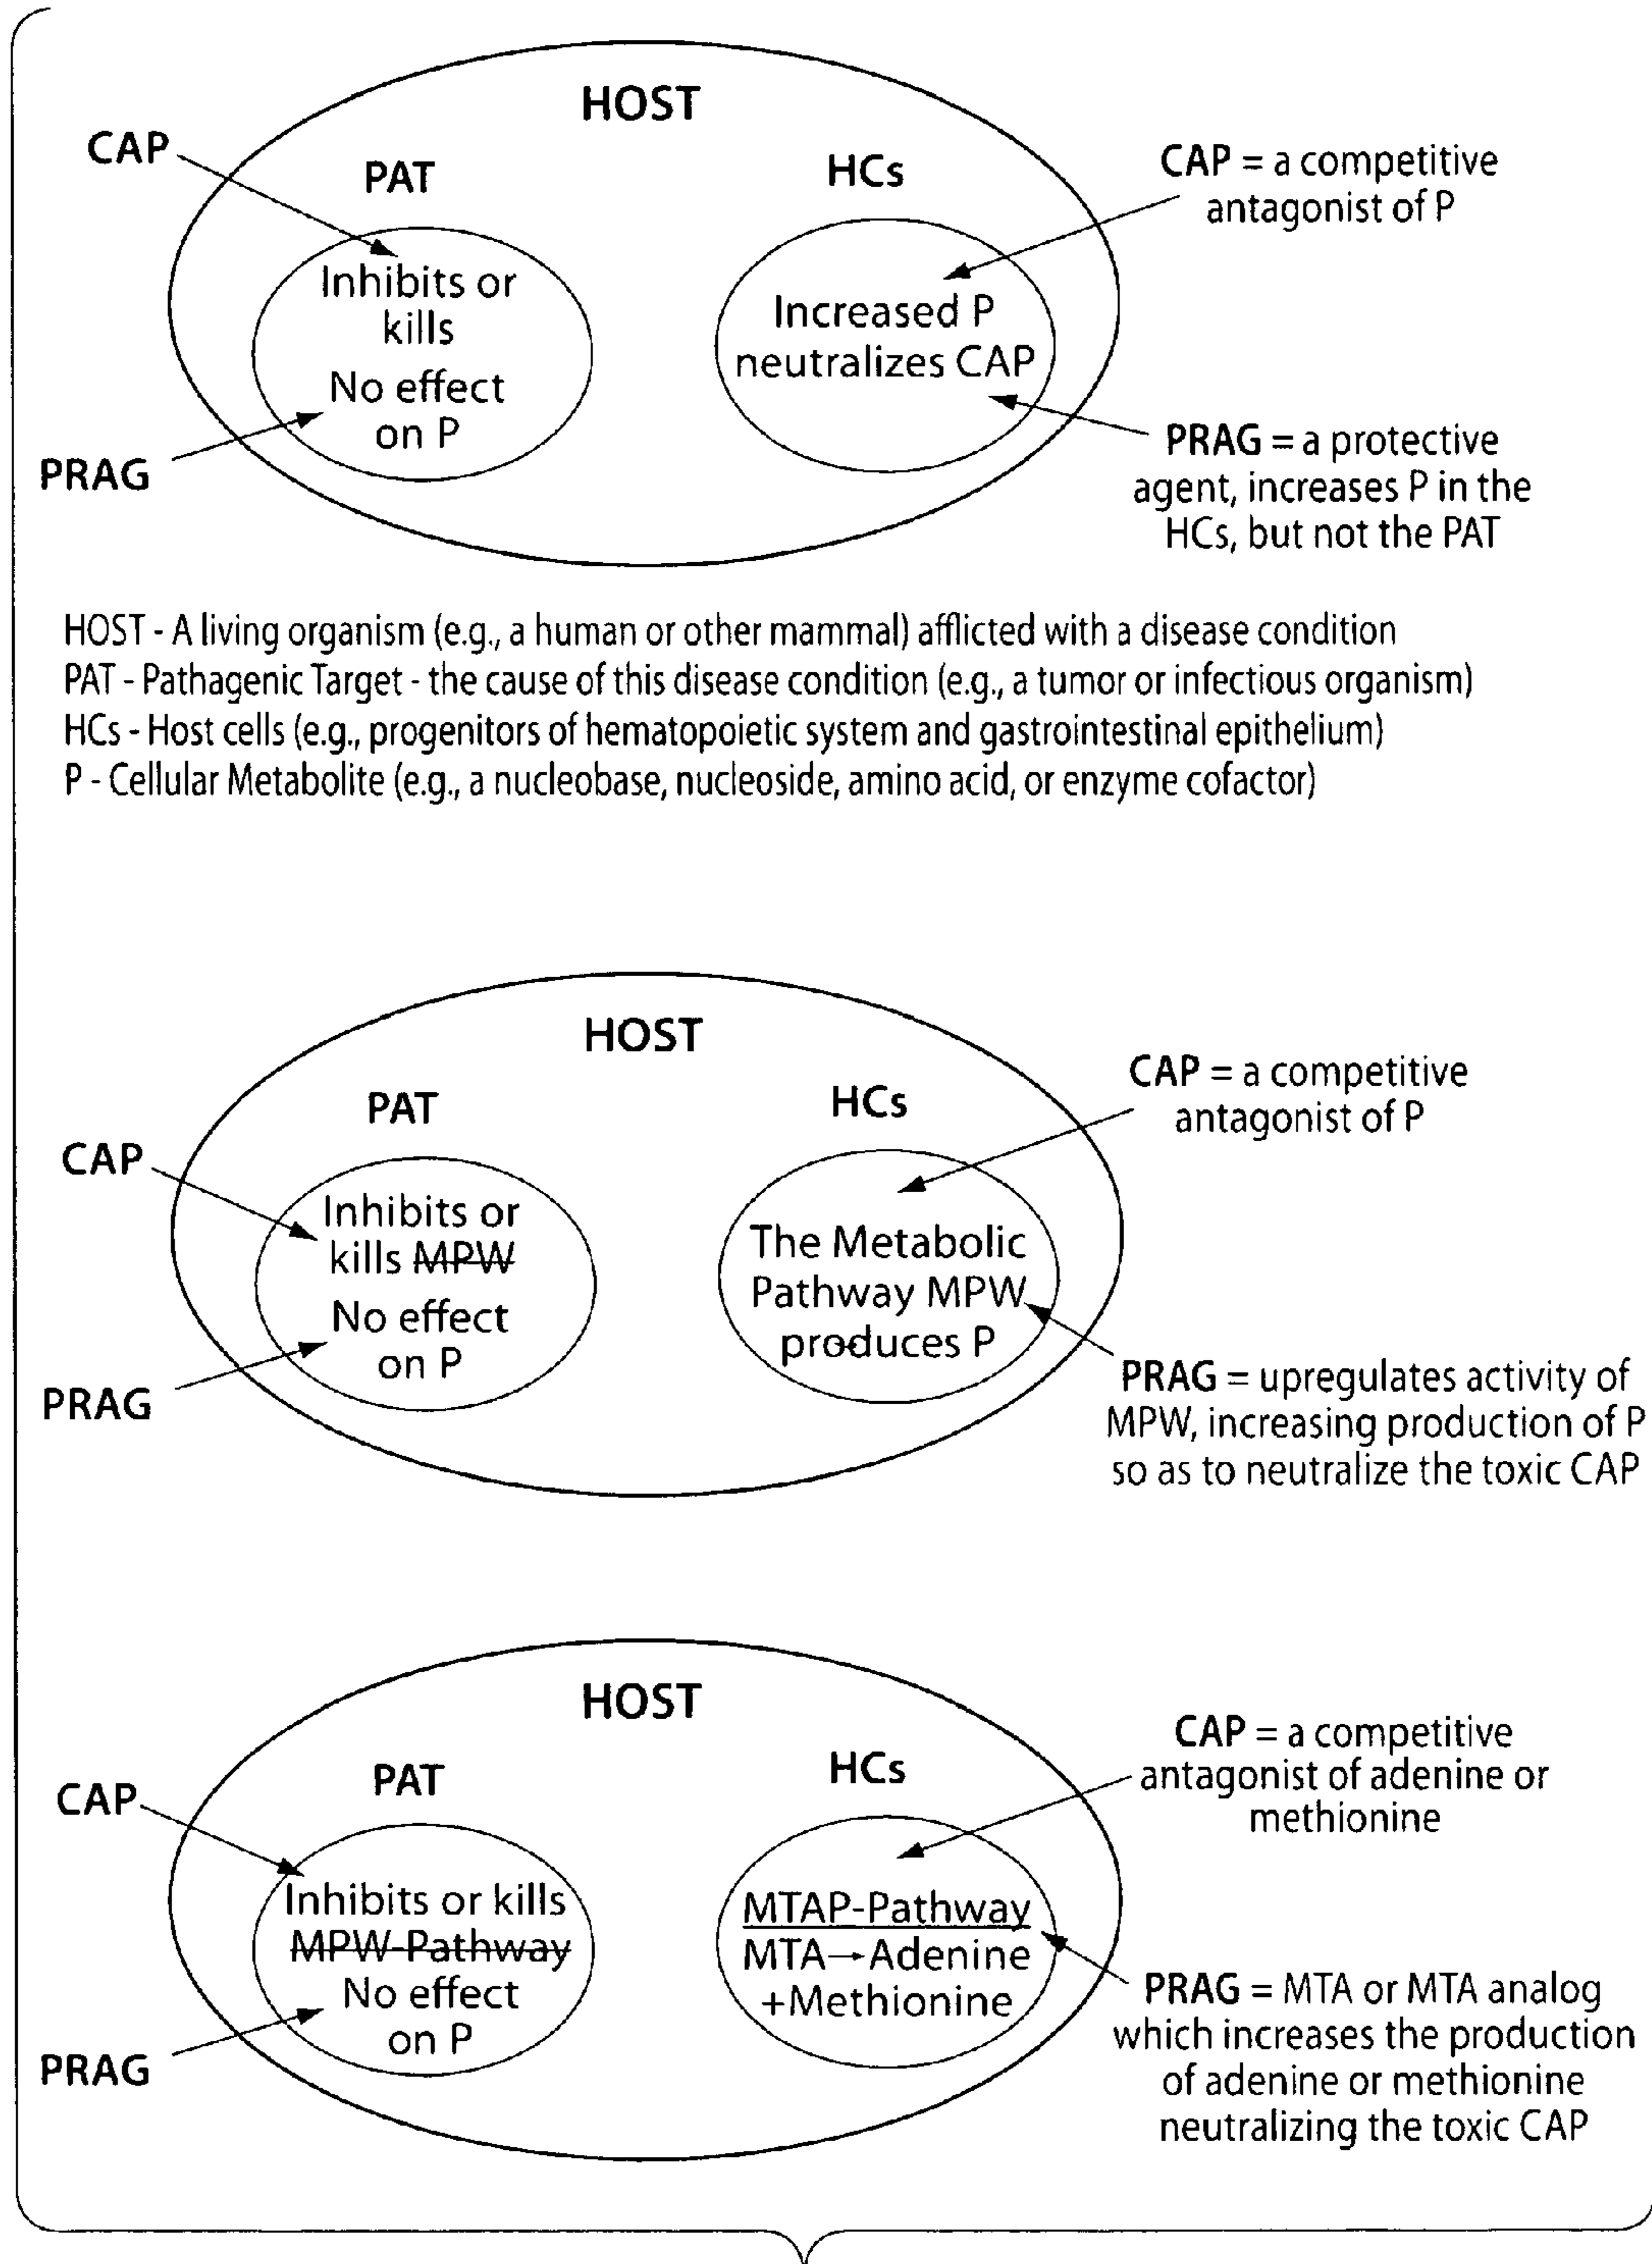 HOST
CAP
PAT
HCs
CAP = a competitive
antagonist of P
Inhibits or
kills
No effect
on P
Increased P
neutralizes CAP
PRAG
PRAG = a protective
agent, increases P in the
HCs, but not the PAT
HOST - A living organism (e.g., a human or other mammal) afflicted with a disease condition
PAT - Pathagenic Target - the cause of this disease condition (e.g., a tumor or infectious organism)
HCs - Host cells (e.g., progenitors of hematopoietic system and gastrointestinal epithelium)
P - Cellular Metabolite (e.g., a nucleobase, nucleoside, amino acid, or enzyme cofactor)
HOST
PAT
HCs
CAP = a competitive
antagonist of P
CAP
Inhibits or
kills MPW
No effect
on P
The Metabolic
Pathway MPW
produces P
PRAG
PRAG = upregulates activity of
MPW, increasing production of P
so as to neutralize the toxic CAP
HOST
PAT
HCs
CAP = a competitive
antagonist of adenine or
methionine
CAP
Inhibits or kills
MPW-Pathway
No effect
on P
MTAP-Pathway
MTA→Adenine
+Methionine
PRAG
PRAG = MTA or MTA analog
which increases the production
of adenine or methionine
neutralizing the toxic CAP